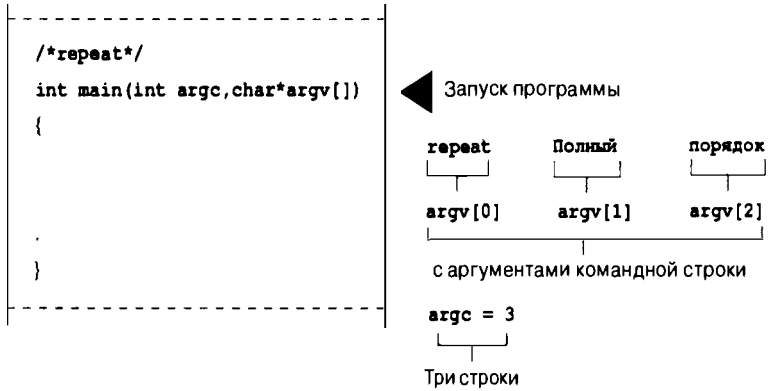 /*repeat*/
int main(int argc,char*argv[])
{
.
}
Запуск программы
repeat Полный порядок
argv[0] argv[1] argv[2]
с аргументами командной строки
argc = 3
Три строки